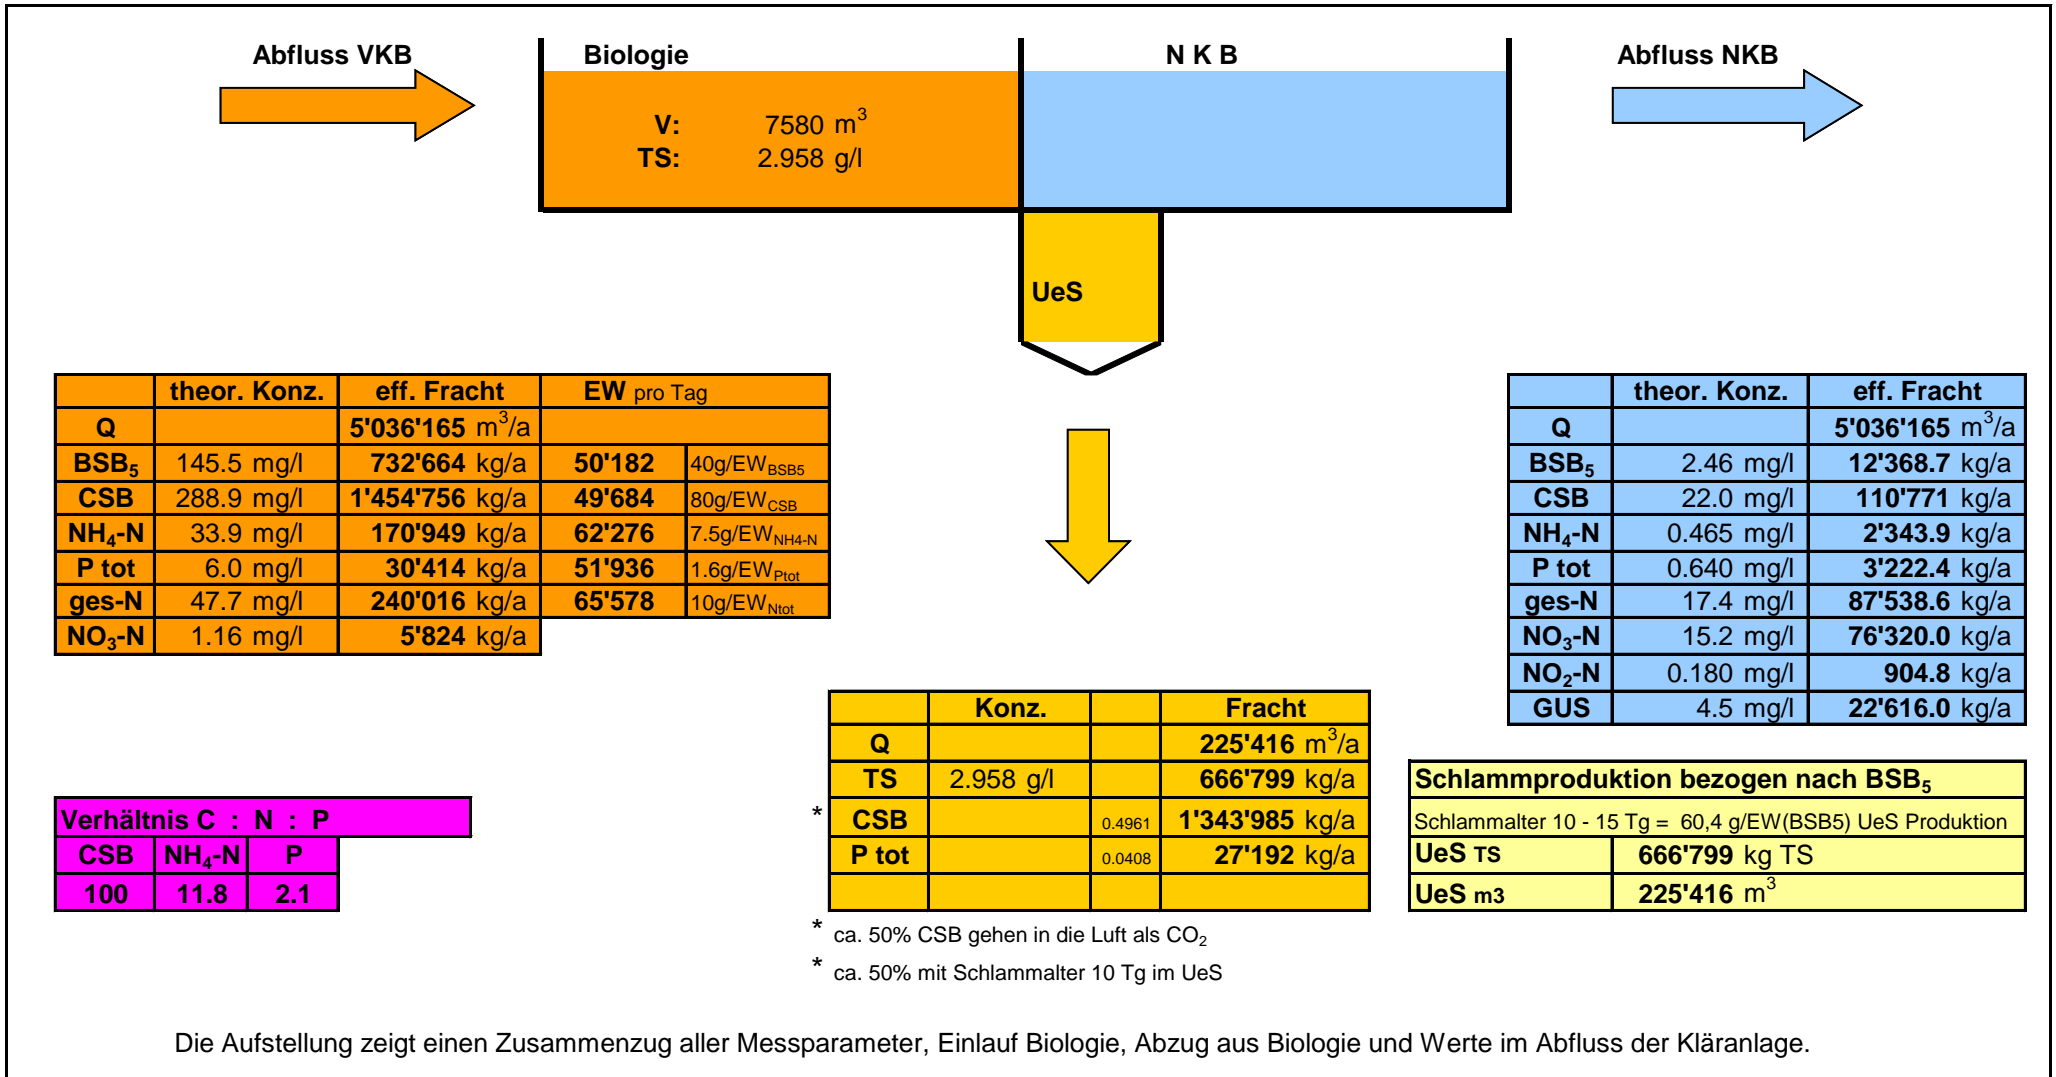 Abfluss VKB Biologie N K B Abfluss NKB
V: 7580 m³
TS: 2.958 g/l
UeS
theor. Konz. eff. Fracht EW pro Tag
Q 5'036'165 m³/a
BSB₅ 145.5 mg/l 732'664 kg/a 50'182 40g/EW_BSB5
CSB 288.9 mg/l 1'454'756 kg/a 49'684 80g/EW_CSB
NH₄-N 33.9 mg/l 170'949 kg/a 62'276 7.5g/EW_NH4-N
P tot 6.0 mg/l 30'414 kg/a 51'936 1.6g/EW_Ptot
ges-N 47.7 mg/l 240'016 kg/a 65'578 10g/EW_Ntot
NO₃-N 1.16 mg/l 5'824 kg/a
theor. Konz. eff. Fracht
Q 5'036'165 m³/a
BSB₅ 2.46 mg/l 12'368.7 kg/a
CSB 22.0 mg/l 110'771 kg/a
NH₄-N 0.465 mg/l 2'343.9 kg/a
P tot 0.640 mg/l 3'222.4 kg/a
ges-N 17.4 mg/l 87'538.6 kg/a
NO₃-N 15.2 mg/l 76'320.0 kg/a
NO₂-N 0.180 mg/l 904.8 kg/a
GUS 4.5 mg/l 22'616.0 kg/a
Konz. Fracht
Q 225'416 m³/a
TS 2.958 g/l 666'799 kg/a
* CSB 0.4961 1'343'985 kg/a
P tot 0.0408 27'192 kg/a
* ca. 50% CSB gehen in die Luft als CO₂
* ca. 50% mit Schlammalter 10 Tg im UeS
Verhältnis C : N : P
CSB NH₄-N P
100 11.8 2.1
Schlammproduktion bezogen nach BSB₅
Schlammalter 10 - 15 Tg = 60,4 g/EW(BSB5) UeS Produktion
UeS TS 666'799 kg TS
UeS m3 225'416 m³
Die Aufstellung zeigt einen Zusammenzug aller Messparameter, Einlauf Biologie, Abzug aus Biologie und Werte im Abfluss der Kläranlage.